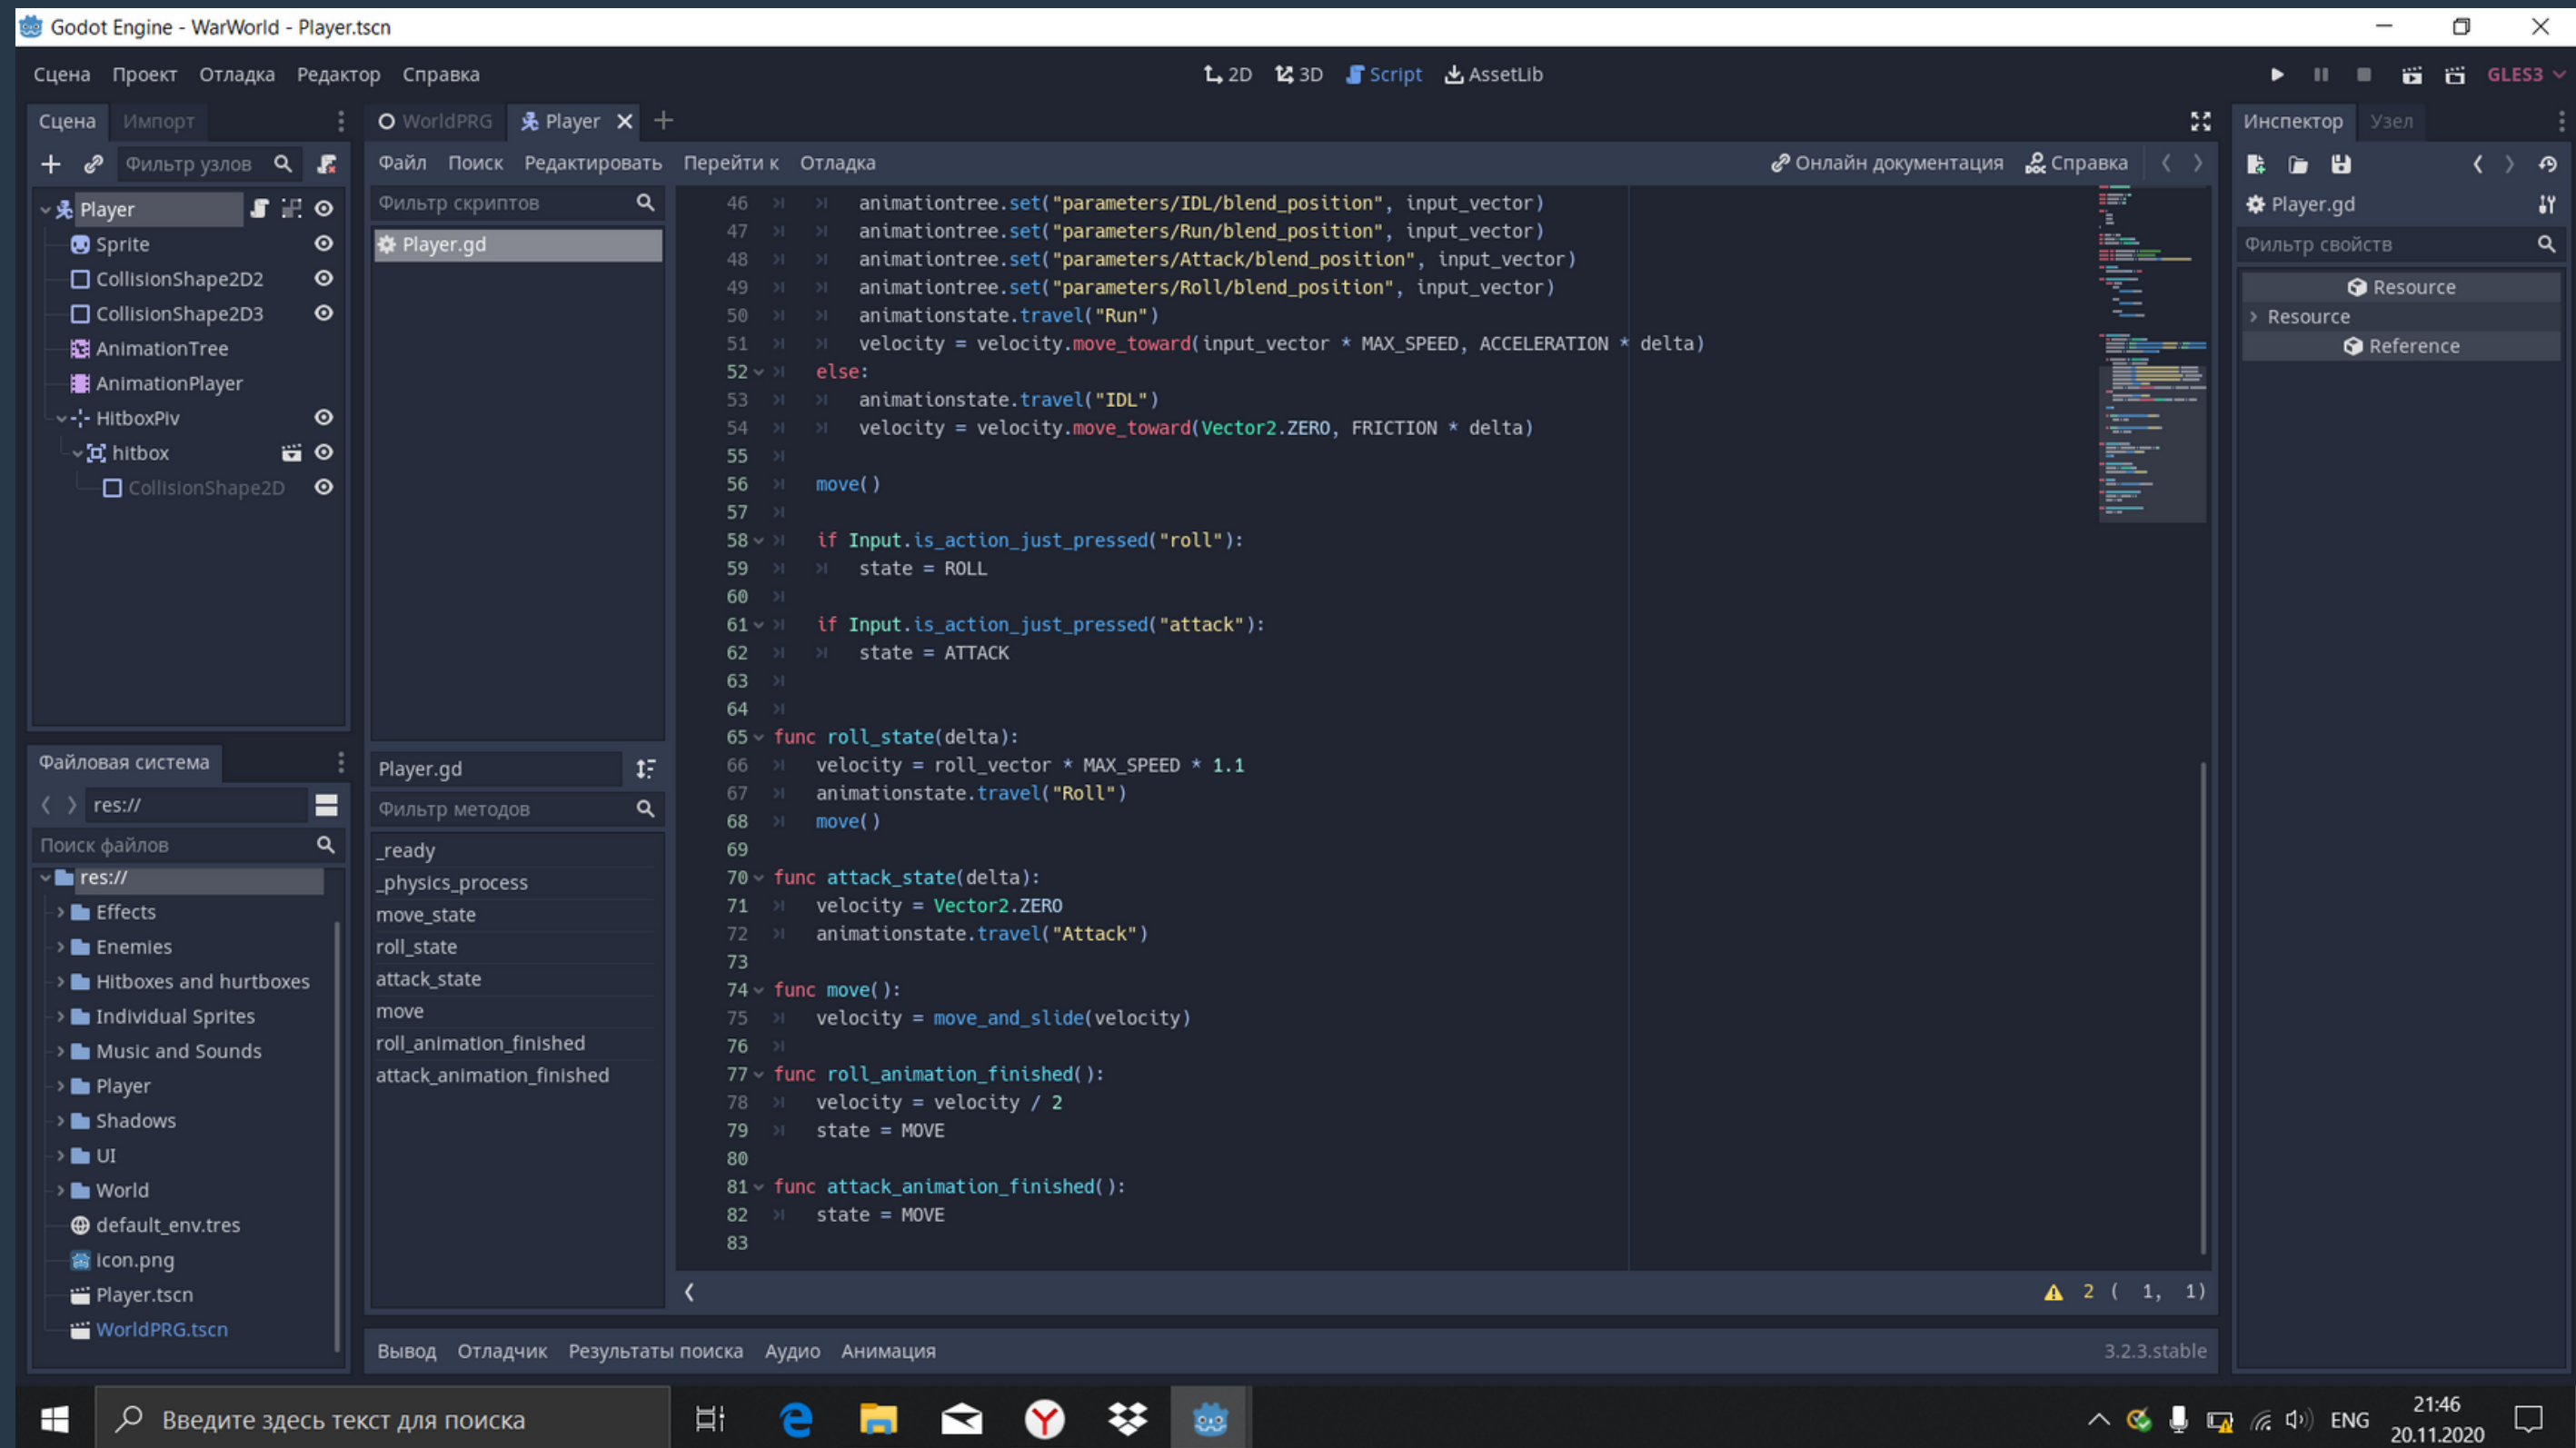 Godot Engine - WarWorld - Player.tscn
Сцена Проект Отладка Редактор Справка
2D 3D Script AssetLib
GLES3
Сцена Импорт
Фильтр узлов
Player
Sprite
CollisionShape2D2
CollisionShape2D3
AnimationTree
AnimationPlayer
HitboxPiv
hitbox
CollisionShape2D
Файловая система
res://
Поиск файлов
res://
Effects
Enemies
Hitboxes and hurtboxes
Individual Sprites
Music and Sounds
Player
Shadows
UI
World
default_env.tres
icon.png
Player.tscn
WorldPRG.tscn
WorldPRG Player
Файл Поиск Редактировать Перейти к Отладка
Онлайн документация Справка
Фильтр скриптов
Player.gd
Player.gd
Фильтр методов
_ready
_physics_process
move_state
roll_state
attack_state
move
roll_animation_finished
attack_animation_finished
46 animationtree.set("parameters/IDL/blend_position", input_vector)
47 animationtree.set("parameters/Run/blend_position", input_vector)
48 animationtree.set("parameters/Attack/blend_position", input_vector)
49 animationtree.set("parameters/Roll/blend_position", input_vector)
50 animationstate.travel("Run")
51 velocity = velocity.move_toward(input_vector * MAX_SPEED, ACCELERATION * delta)
52 else:
53 animationstate.travel("IDL")
54 velocity = velocity.move_toward(Vector2.ZERO, FRICTION * delta)
55
56 move()
57
58 if Input.is_action_just_pressed("roll"):
59 state = ROLL
60
61 if Input.is_action_just_pressed("attack"):
62 state = ATTACK
63
64
65 func roll_state(delta):
66 velocity = roll_vector * MAX_SPEED * 1.1
67 animationstate.travel("Roll")
68 move()
69
70 func attack_state(delta):
71 velocity = Vector2.ZERO
72 animationstate.travel("Attack")
73
74 func move():
75 velocity = move_and_slide(velocity)
76
77 func roll_animation_finished():
78 velocity = velocity / 2
79 state = MOVE
80
81 func attack_animation_finished():
82 state = MOVE
83
2 ( 1, 1)
Вывод Отладчик Результаты поиска Аудио Анимация
3.2.3.stable
Инспектор Узел
Player.gd
Фильтр свойств
Resource
Resource
Reference
Введите здесь текст для поиска
ENG
21:46
20.11.2020